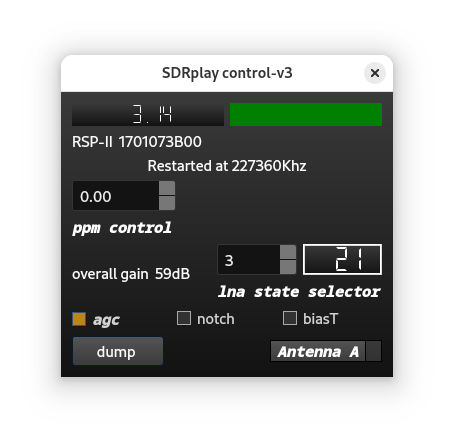 SDRplay control-v3
3.14
RSP-II 1701073B00
Restarted at 227360Khz
0.00
ppm control
overall gain 59dB
3
21
lna state selector
agc
notch
biasT
dump
Antenna A